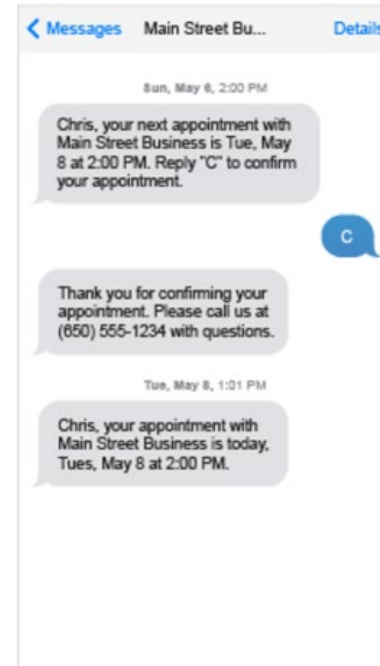 Messages Main Street Bu... Details
Sun, May 6, 2:00 PM
Chris, your next appointment with
Main Street Business is Tue, May
8 at 2:00 PM. Reply "C" to confirm
your appointment.
C
Thank you for confirming your
appointment. Please call us at
(650) 555-1234 with questions.
Tue, May 8, 1:01 PM
Chris, your appointment with
Main Street Business is today,
Tues, May 8 at 2:00 PM.